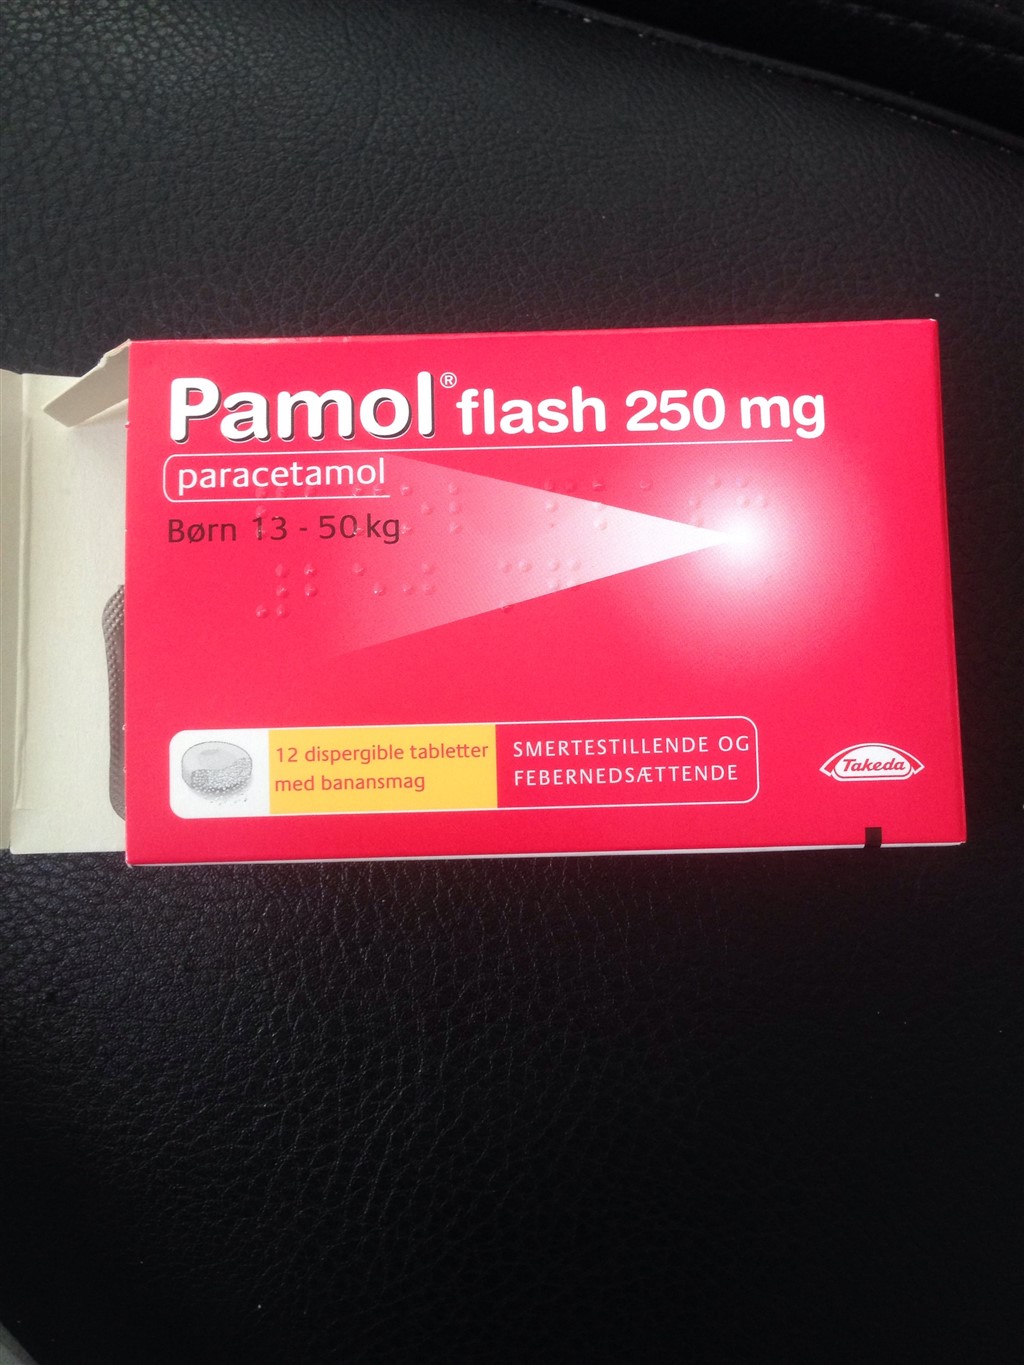 Pamol® flash 250 mg
paracetamol
Børn 13 - 50 kg
12 dispergible tabletter
med banansmag
SMERTESTILLENDE OG
FEBERNEDSÆTTENDE
Takeda